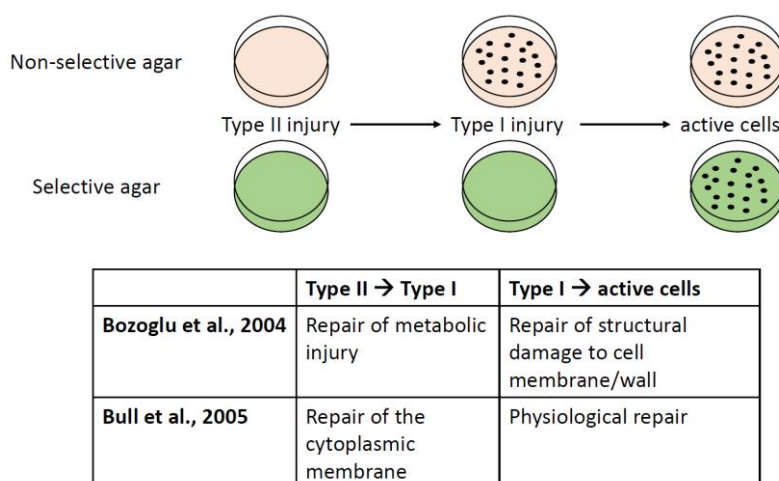 Non-selective agar
Type II injury
Type I injury
active cells
Selective agar
Type II → Type I
Type I → active cells
Bozoglu et al., 2004
Repair of metabolic
injury
Repair of structural
damage to cell
membrane/wall
Bull et al., 2005
Repair of the
cytoplasmic
membrane
Physiological repair